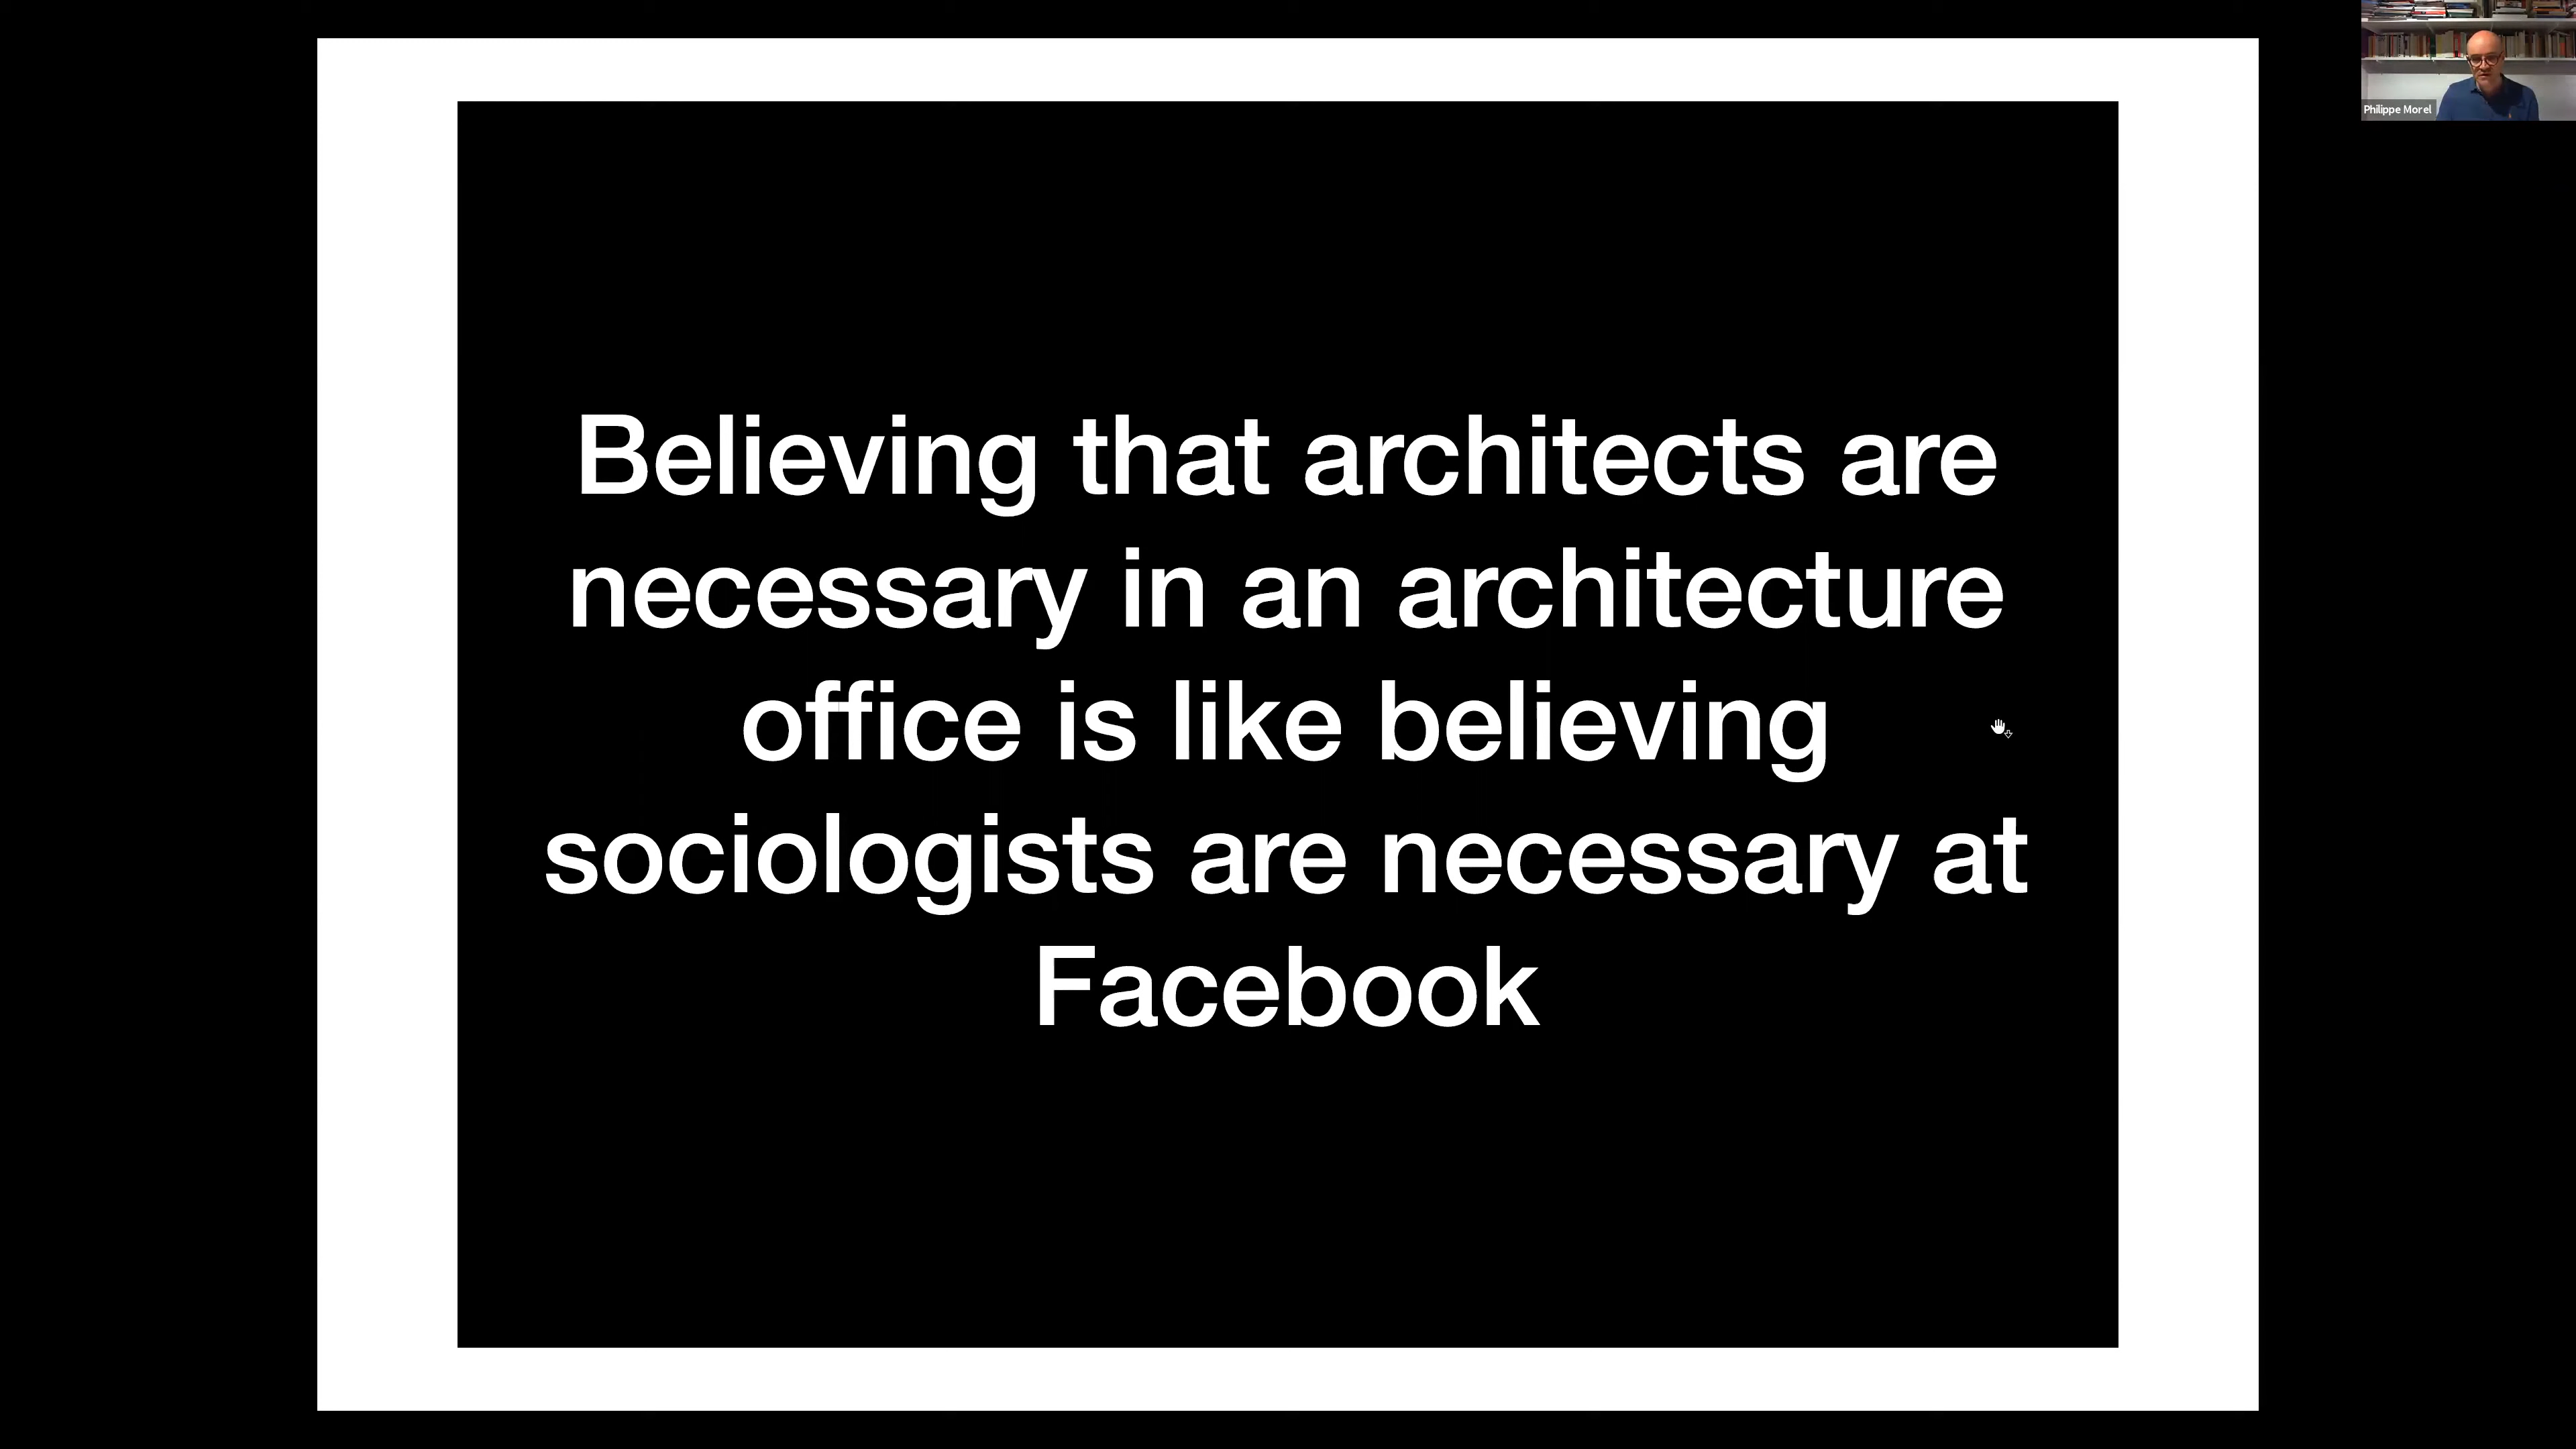 Philippe Morel
Believing that architects are
necessary in an architecture
office is like believing
sociologists are necessary at
Facebook